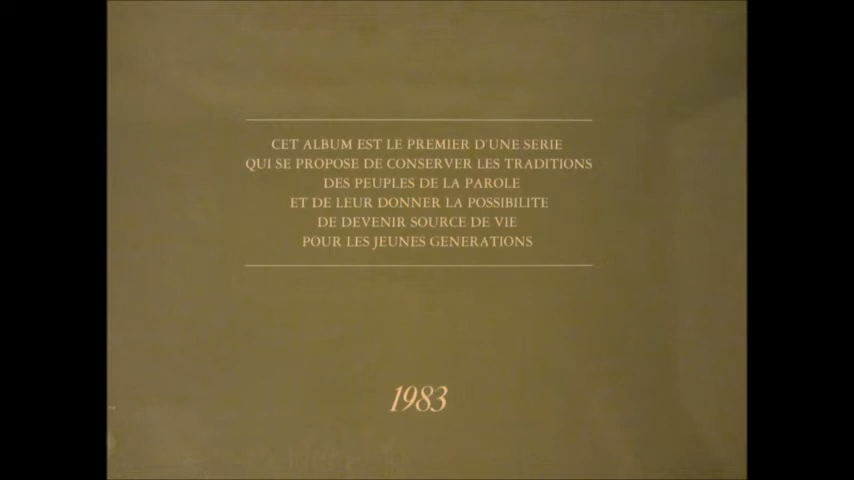 CET ALBUM EST LE PREMIER D'UNE SERIE
QUI SE PROPOSE DE CONSERVER LES TRADITIONS
DES PEUPLES DE LA PAROLE
ET DE LEUR DONNER LA POSSIBILITE
DE DEVENIR SOURCE DE VIE
POUR LES JEUNES GENERATIONS
1983